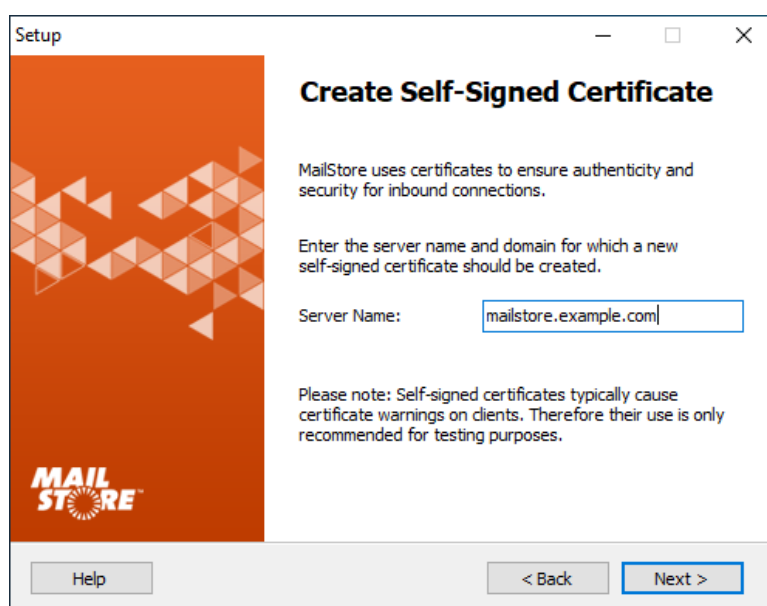 Setup
Create Self-Signed Certificate
MailStore uses certificates to ensure authenticity and
security for inbound connections.
Enter the server name and domain for which a new
self-signed certificate should be created.
Server Name:
mailstore.example.com
Please note: Self-signed certificates typically cause
certificate warnings on clients. Therefore their use is only
recommended for testing purposes.
MAIL
STORE™
Help
< Back
Next >